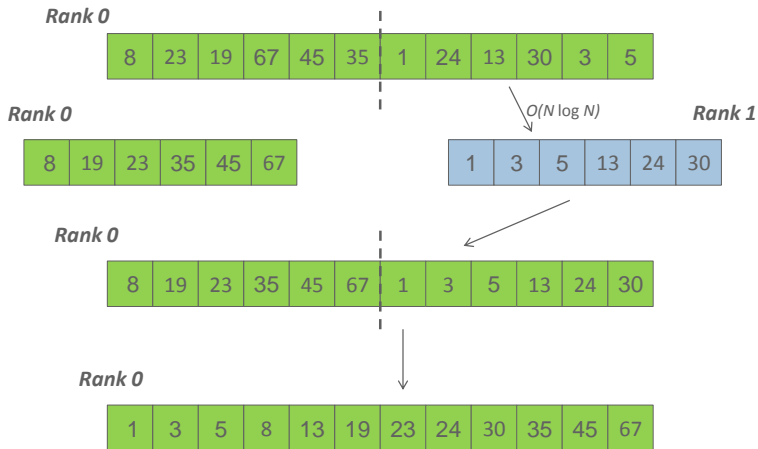 Rank 0
8 23 19 67 45 35 1 24 13 30 3 5
O(N log N)
Rank 0
Rank 1
8 19 23 35 45 67
1 3 5 13 24 30
Rank 0
8 19 23 35 45 67 1 3 5 13 24 30
Rank 0
1 3 5 8 13 19 23 24 30 35 45 67